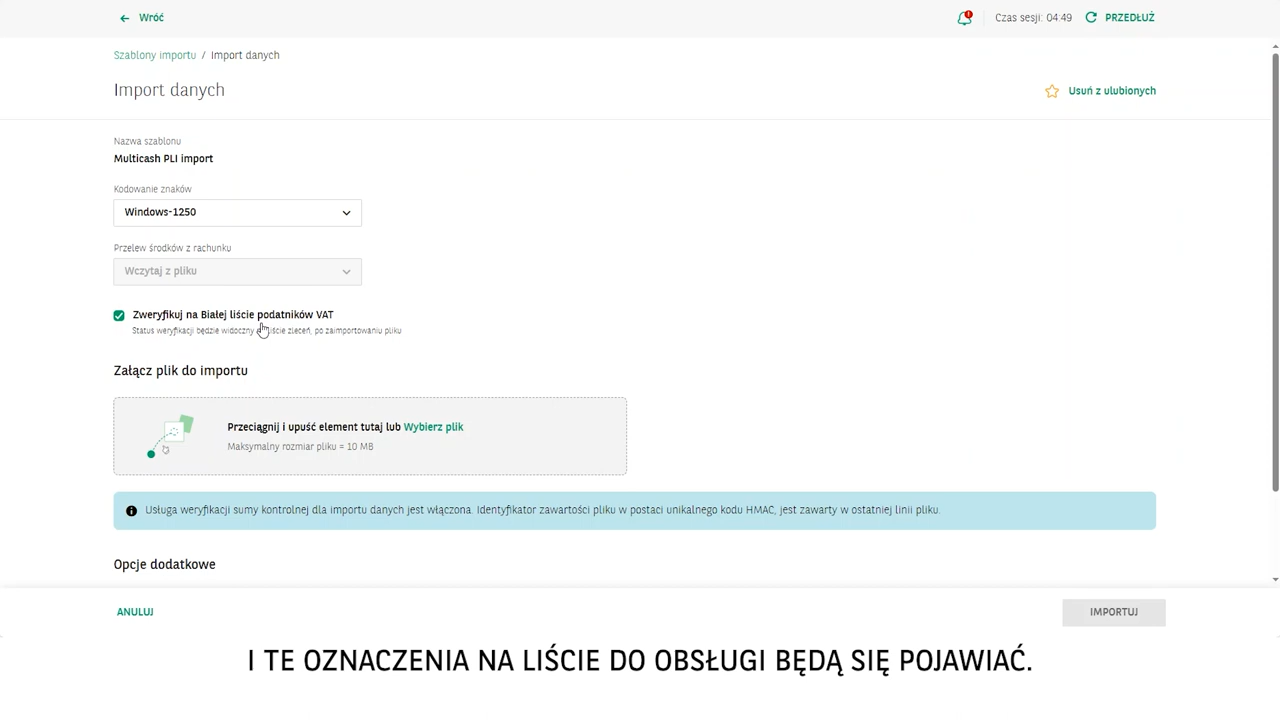 Wróć
Czas sesji: 04:49 PRZEDŁUŻ
Szablony importu / Import danych
Import danych
Usuń z ulubionych
Nazwa szablonu
Multicash PLI import
Kodowanie znaków
Windows-1250
Przelew środków z rachunku
Wczytaj z pliku
Zweryfikuj na Białej liście podatników VAT
Status weryfikacji będzie widoczny liście zleceń, po zaimportowaniu pliku
Załącz plik do importu
Przeciągnij i upuść element tutaj lub Wybierz plik
Maksymalny rozmiar pliku = 10 MB
Usługa weryfikacji sumy kontrolnej dla importu danych jest włączona. Identyfikator zawartości pliku w postaci unikalnego kodu HMAC, jest zawarty w ostatniej linii pliku.
Opcje dodatkowe
ANULUJ
IMPORTUJ
I TE OZNACZENIA NA LIŚCIE DO OBSŁUGI BĘDĄ SIĘ POJAWIAĆ.